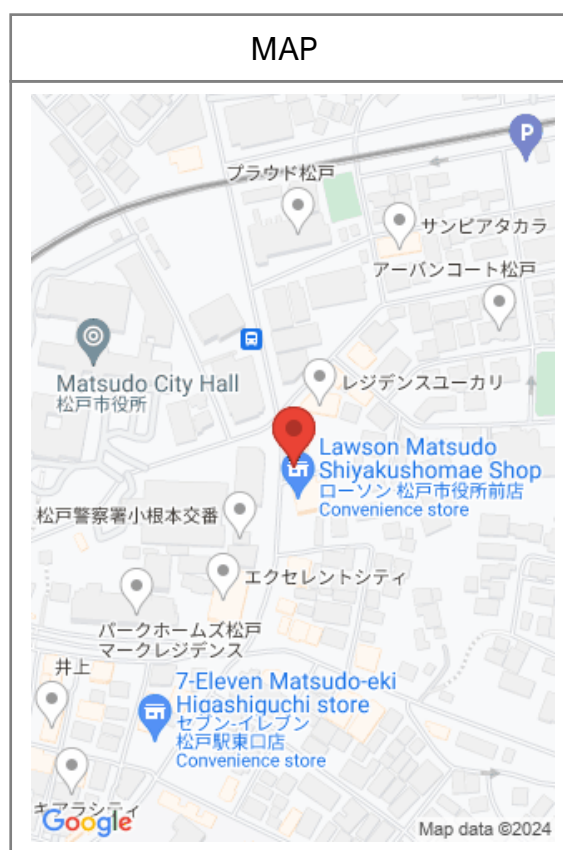 MAP
P
プラウド松戸
サンピアタカラ
アーバンコート松戸
Matsudo City Hall
松戸市役所
レジデンスユーカリ
Lawson Matsudo
Shiyakushomae Shop
ローソン 松戸市役所前店
Convenience store
松戸警察署小根本交番
エクセレントシティ
パークホームズ松戸
マークレジデンス
井上
7-Eleven Matsudo-eki
Higashiguchi store
セブン-イレブン
松戸駅東口店
Convenience store
キアラシティ
Google
Map data ©2024